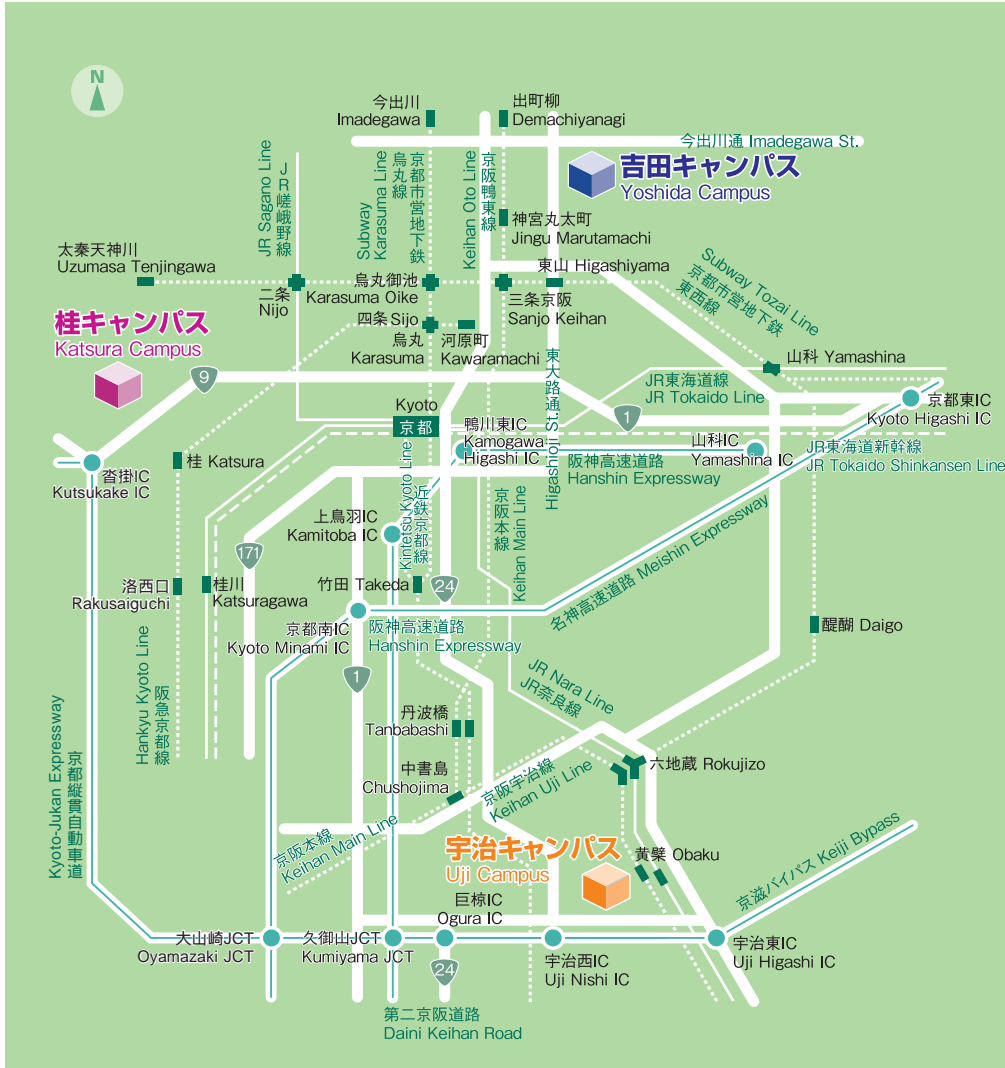 N
今出川
Imadegawa
出町柳
Demachiyanagi
今出川通 Imadegawa St.
吉田キャンパス
Yoshida Campus
JR Sagano Line
JR嵯峨野線
Subway
Karasuma Line
京都市営地下鉄
烏丸線
Keihan Oto Line
京阪鴨東線
神宮丸太町
Jingu Marutamachi
太秦天神川
Uzumasa Tenjingawa
二条
Nijo
烏丸御池
Karasuma Oike
東山 Higashiyama
三条京阪
Sanjo Keihan
Subway Tozai Line
京都市営地下鉄
東西線
四条 Sijo
烏丸
Karasuma
河原町
Kawaramachi
桂キャンパス
Katsura Campus
9
東大路通
Higashioji St.
山科 Yamashina
JR東海道線
JR Tokaido Line
1
京都東IC
Kyoto Higashi IC
Kyoto
京都
鴨川東IC
Kamogawa
Higashi IC
山科IC
Yamashina IC
阪神高速道路
Hanshin Expressway
JR東海道新幹線
JR Tokaido Shinkansen Line
沓掛IC
Kutsukake IC
桂 Katsura
Kintetsu Kyoto Line
近鉄京都線
京阪本線
Keihan Main Line
上鳥羽IC
Kamitoba IC
171
名神高速道路 Meishin Expressway
洛西口
Rakusaiguchi
桂川
Katsuragawa
竹田 Takeda
24
京都南IC
Kyoto Minami IC
阪神高速道路
Hanshin Expressway
醍醐 Daigo
1
JR Nara Line
JR奈良線
Hankyu Kyoto Line
阪急京都線
丹波橋
Tanbabashi
中書島
Chushojima
六地蔵 Rokujizo
京阪宇治線
Keihan Uji Line
Kyoto-Jukan Expressway
京都縦貫自動車道
京阪本線
Keihan Main Line
宇治キャンパス
Uji Campus
黄檗 Obaku
京滋バイパス Keiji Bypass
巨椋IC
Ogura IC
大山崎JCT
Oyamazaki JCT
久御山JCT
Kumiyama JCT
24
宇治西IC
Uji Nishi IC
宇治東IC
Uji Higashi IC
第二京阪道路
Daini Keihan Road